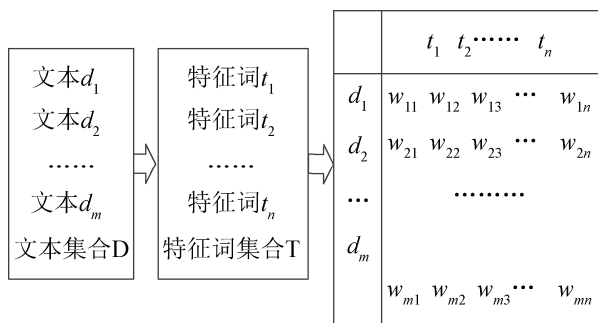 文本d₁
文本d₂
……
文本dₘ
文本集合D
特征词t₁
特征词t₂
……
特征词tₙ
特征词集合T
t₁ t₂…… tₙ
d₁ w₁₁ w₁₂ w₁₃ … w₁ₙ
d₂ w₂₁ w₂₂ w₂₃ … w₂ₙ
… ………
dₘ
wₘ₁ wₘ₂ wₘ₃… wₘₙ